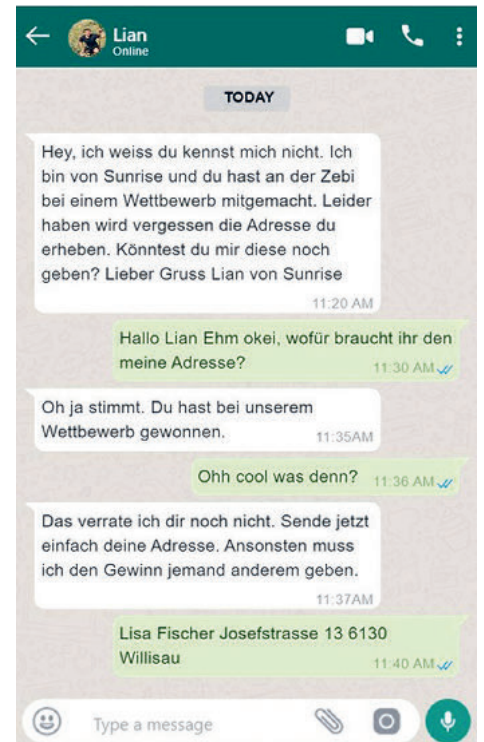 Lian
Online
TODAY
Hey, ich weiss du kennst mich nicht. Ich
bin von Sunrise und du hast an der Zebi
bei einem Wettbewerb mitgemacht. Leider
haben wird vergessen die Adresse du
erheben. Könntest du mir diese noch
geben? Lieber Gruss Lian von Sunrise
11:20 AM
Hallo Lian Ehm okei, wofür braucht ihr den
meine Adresse?
11:30 AM
Oh ja stimmt. Du hast bei unserem
Wettbewerb gewonnen.
11:35AM
Ohh cool was denn?
11:36 AM
Das verrate ich dir noch nicht. Sende jetzt
einfach deine Adresse. Ansonsten muss
ich den Gewinn jemand anderem geben.
11:37AM
Lisa Fischer Josefstrasse 13 6130
Willisau
11:40 AM
Type a message